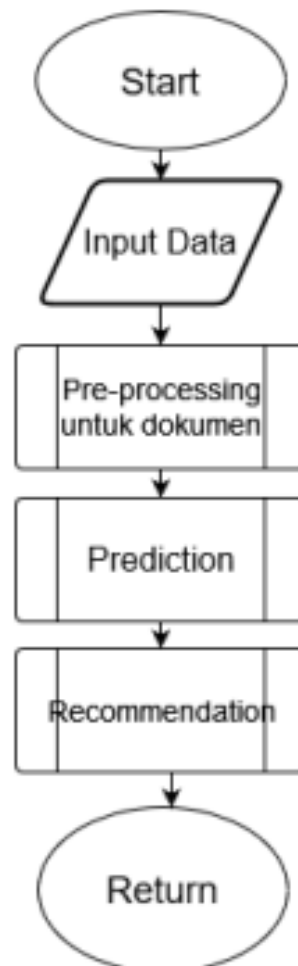 Start
Input Data
Pre-processing
untuk dokumen
Prediction
Recommendation
Return